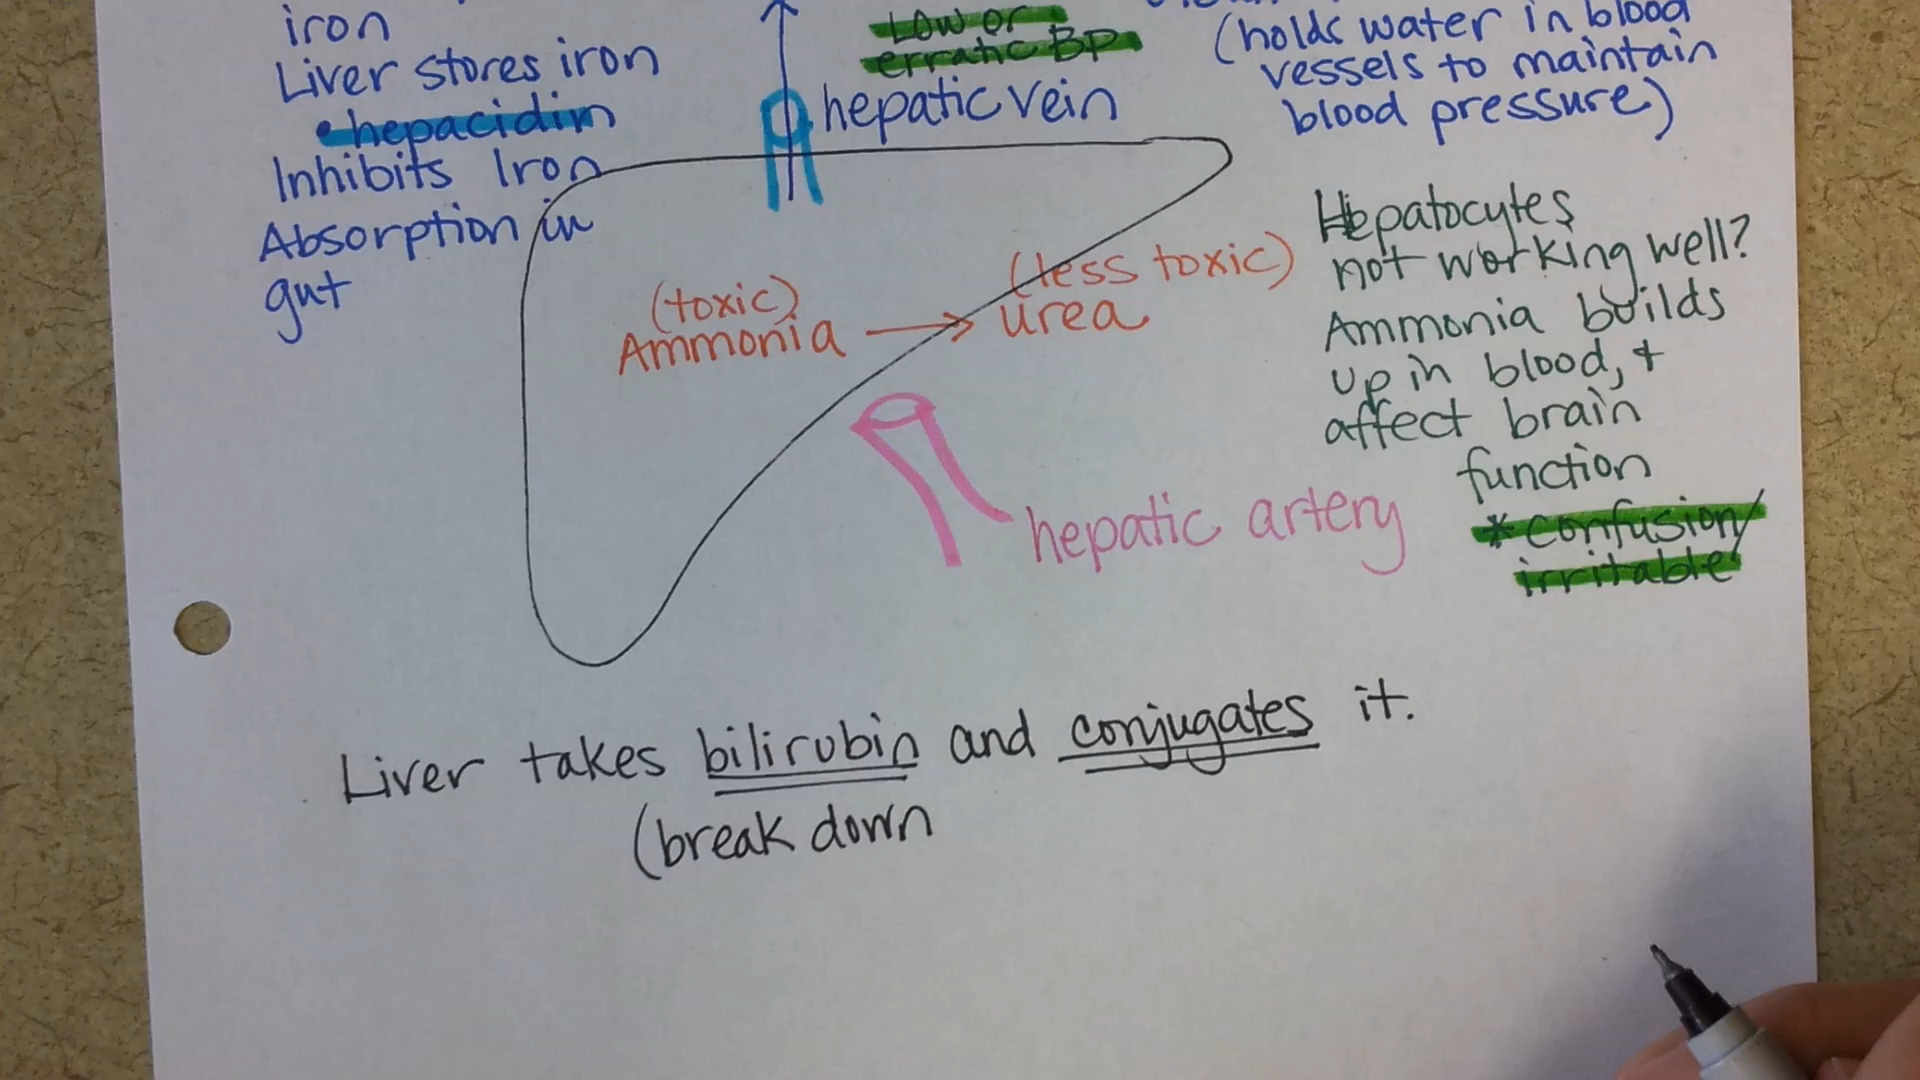 iron
Liver stores iron
• hepacidin
Inhibits Iron
Absorption in
gut
Low or
erratic BP
hepatic vein
(holds water in blood
vessels to maintain
blood pressure)
(toxic)
Ammonia → urea
(less toxic)
hepatic artery
Hepatocytes
not working well?
Ammonia builds
up in blood, +
affect brain
function
* confusion/
irritable
Liver takes bilirubin and conjugates it.
(break down